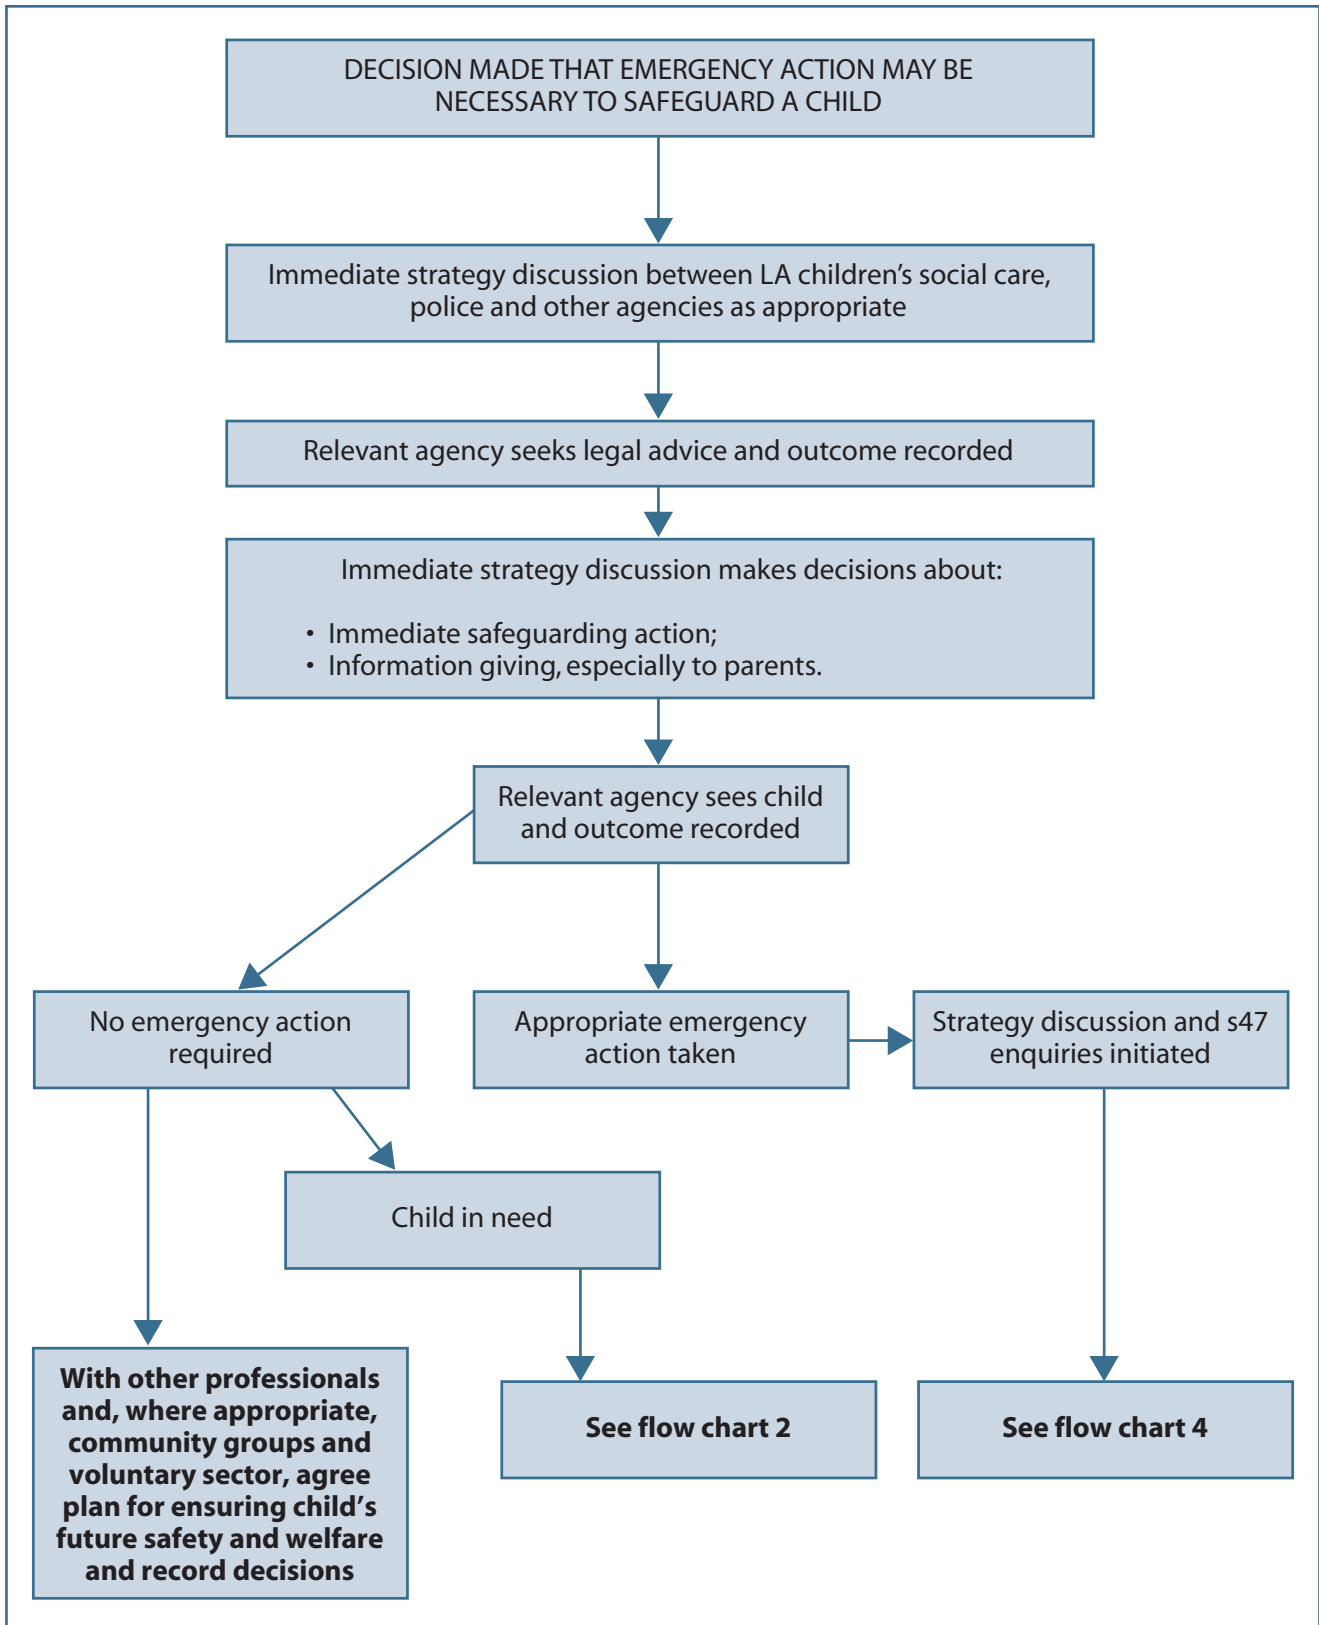 DECISION MADE THAT EMERGENCY ACTION MAY BE
NECESSARY TO SAFEGUARD A CHILD
Immediate strategy discussion between LA children’s social care,
police and other agencies as appropriate
Relevant agency seeks legal advice and outcome recorded
Immediate strategy discussion makes decisions about:
• Immediate safeguarding action;
• Information giving, especially to parents.
Relevant agency sees child
and outcome recorded
No emergency action
required
Appropriate emergency
action taken
Strategy discussion and s47
enquiries initiated
Child in need
With other professionals
and, where appropriate,
community groups and
voluntary sector, agree
plan for ensuring child’s
future safety and welfare
and record decisions
See flow chart 2
See flow chart 4